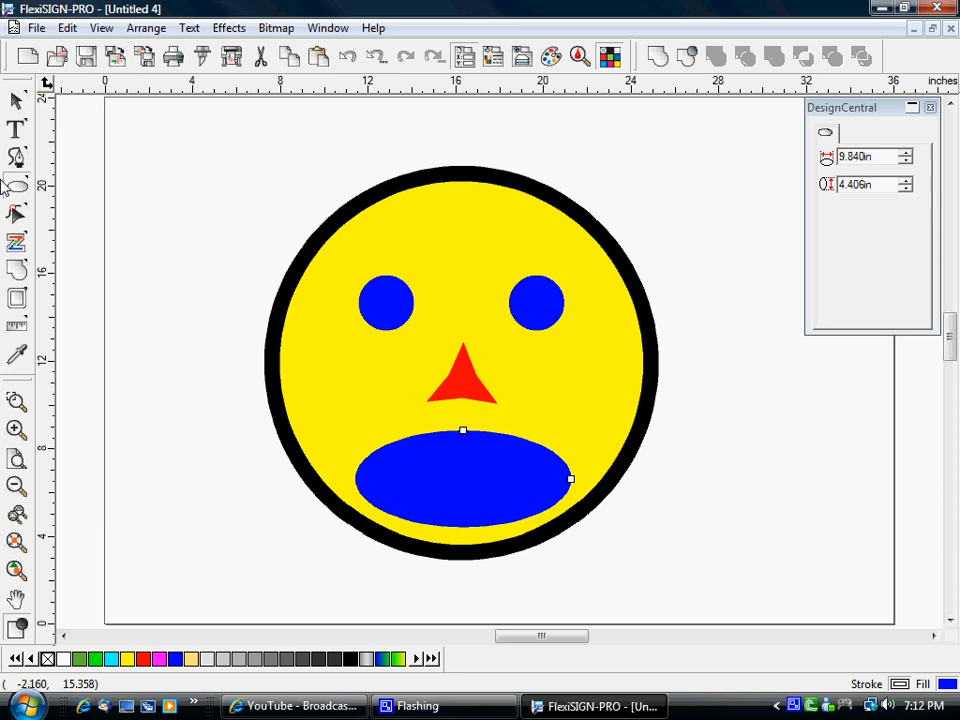 FlexiSIGN-PRO - [Untitled 4]
File Edit View Arrange Text Effects Bitmap Window Help
0 4 8 12 16 20 24 28 32 36 inches
24
20
16
12
8
4
0
DesignCentral
9.840in
4.406in
( -2.160, 15.358)
Stroke Fill
YouTube - Broadcas...
Flashing
FlexiSIGN-PRO - [Un...
7:12 PM